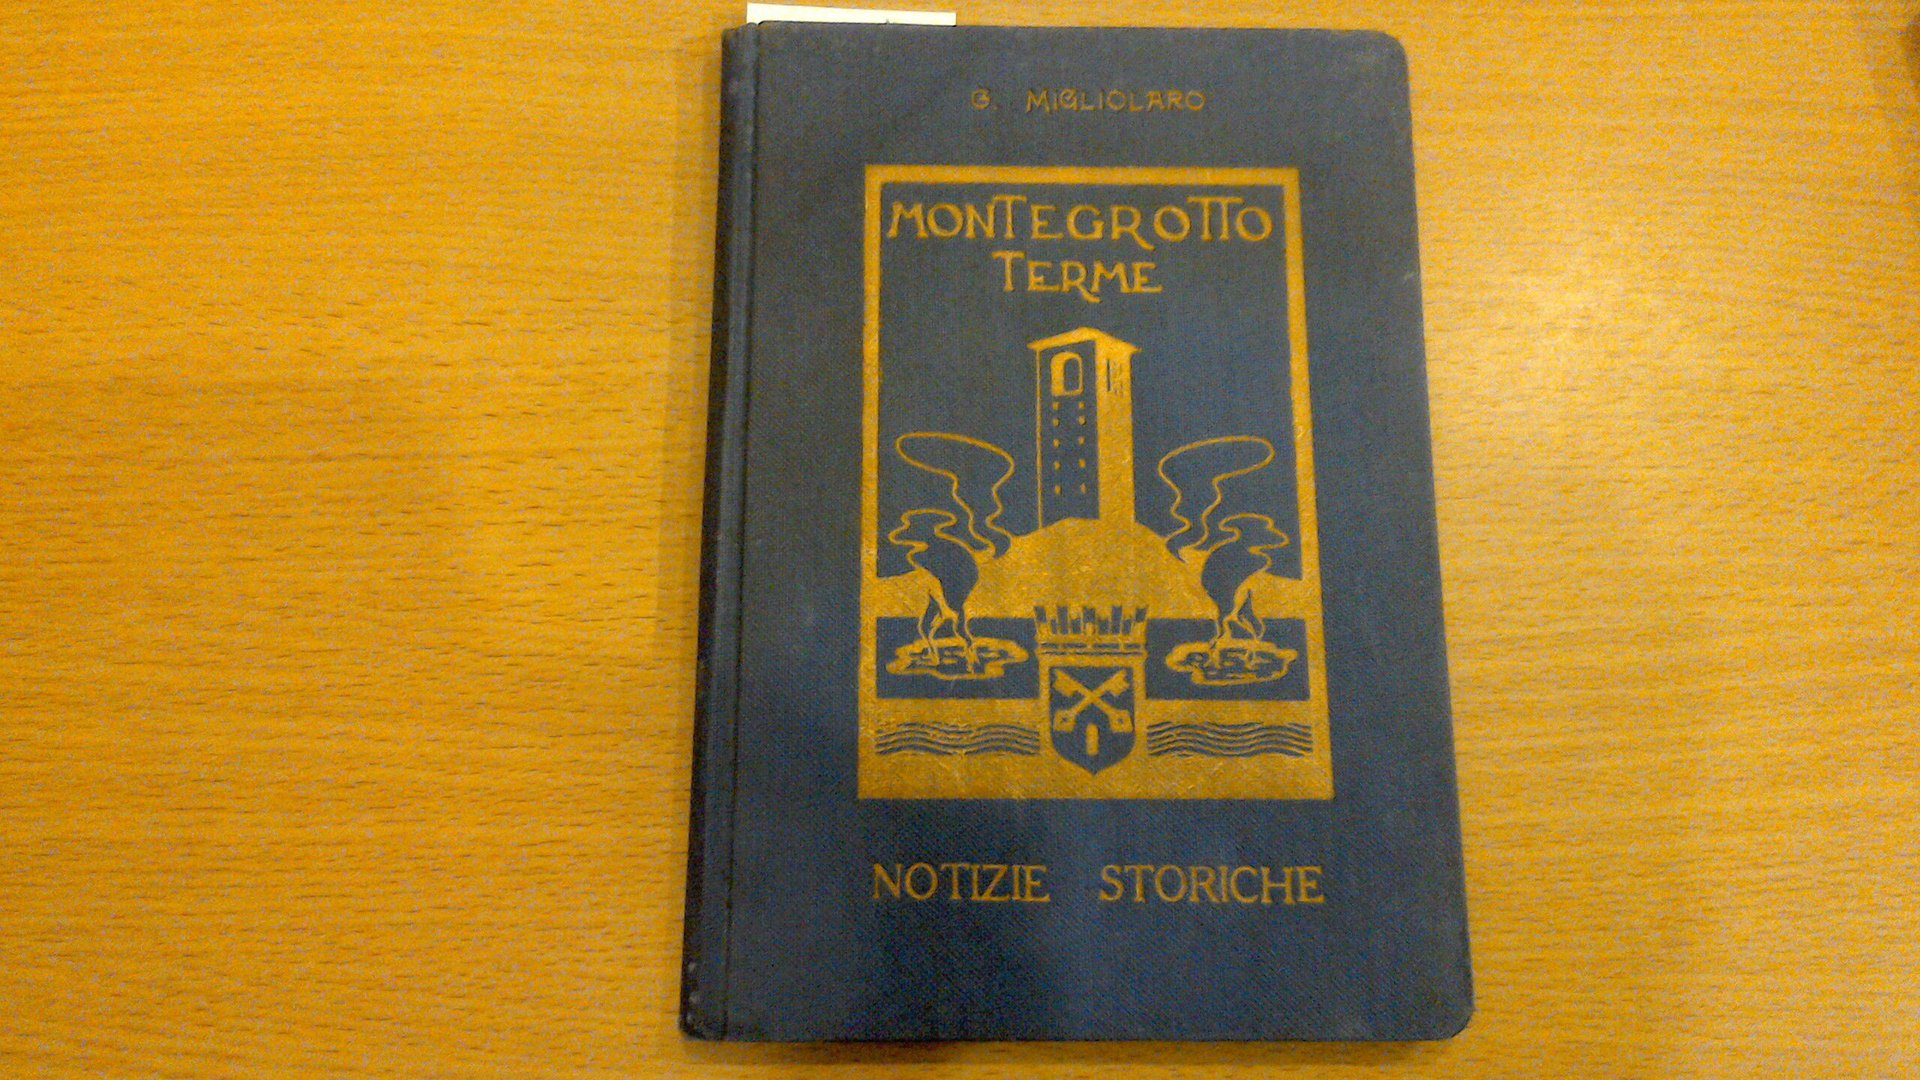 G. MIGLIOLARO
MONTEGROTTO
TERME
NOTIZIE STORICHE